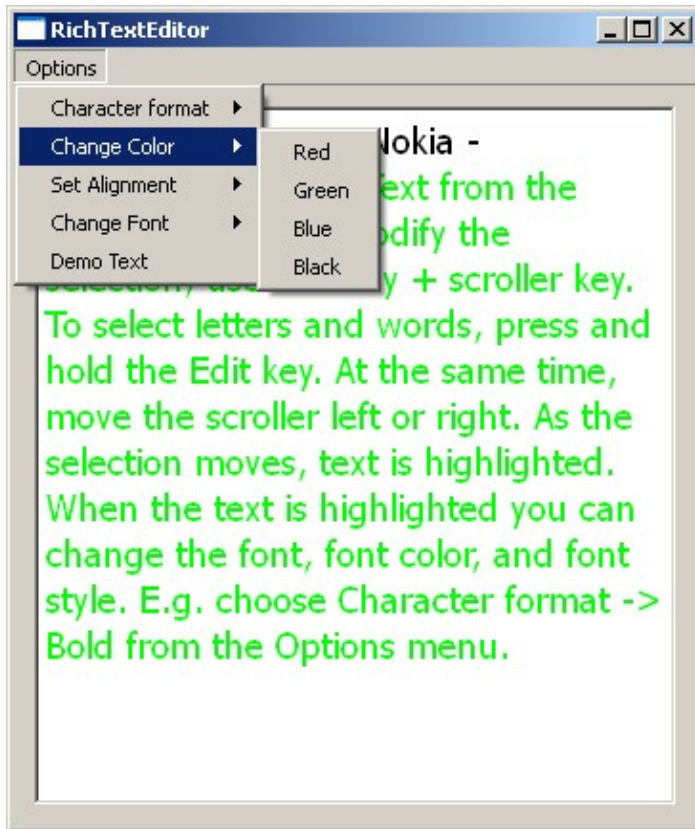 RichTextEditor
Options
Character format
Change Color
Set Alignment
Change Font
Demo Text
Red
Green
Blue
Black
Nokia -
Text from the
modify the
+ scroller key.
To select letters and words, press and
hold the Edit key. At the same time,
move the scroller left or right. As the
selection moves, text is highlighted.
When the text is highlighted you can
change the font, font color, and font
style. E.g. choose Character format ->
Bold from the Options menu.